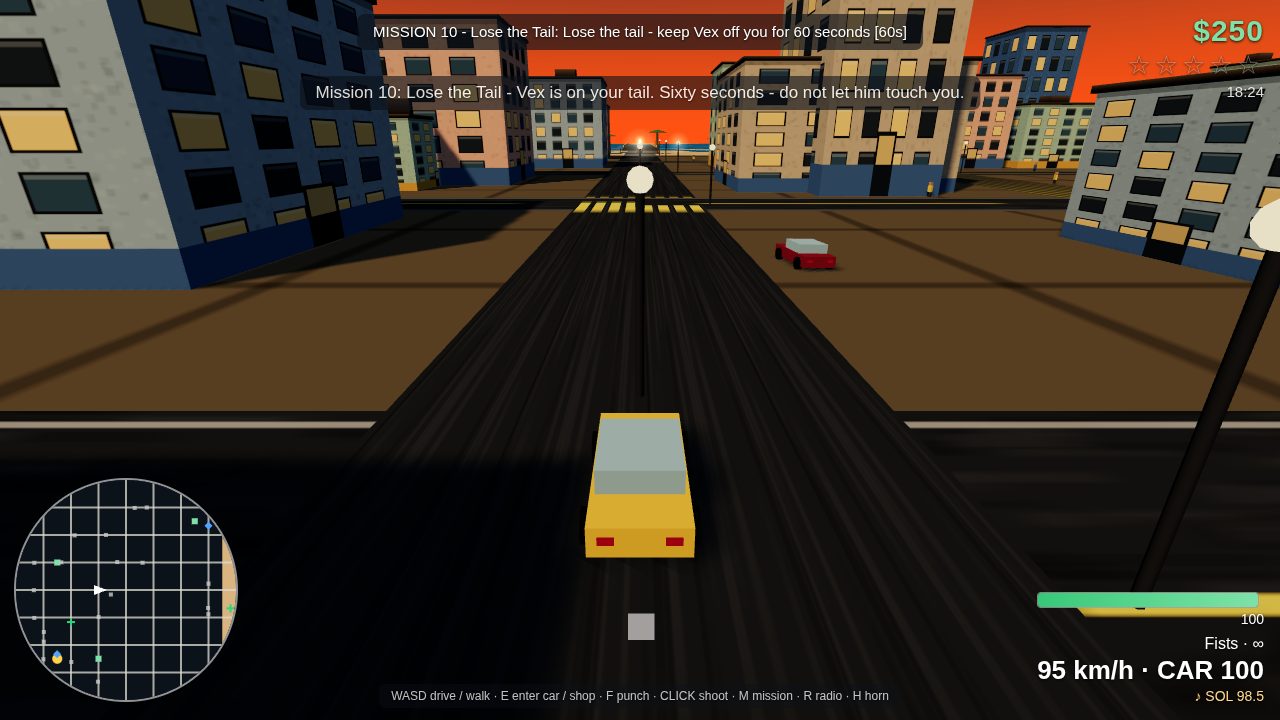 MISSION 10 - Lose the Tail: Lose the tail - keep Vex off you for 60 seconds [60s]
$250
☆ ☆ ☆ ☆ ☆
Mission 10: Lose the Tail - Vex is on your tail. Sixty seconds - do not let him touch you.
18:24
100
Fists · ∞
95 km/h · CAR 100
♪ SOL 98.5
WASD drive / walk · E enter car / shop · F punch · CLICK shoot · M mission · R radio · H horn